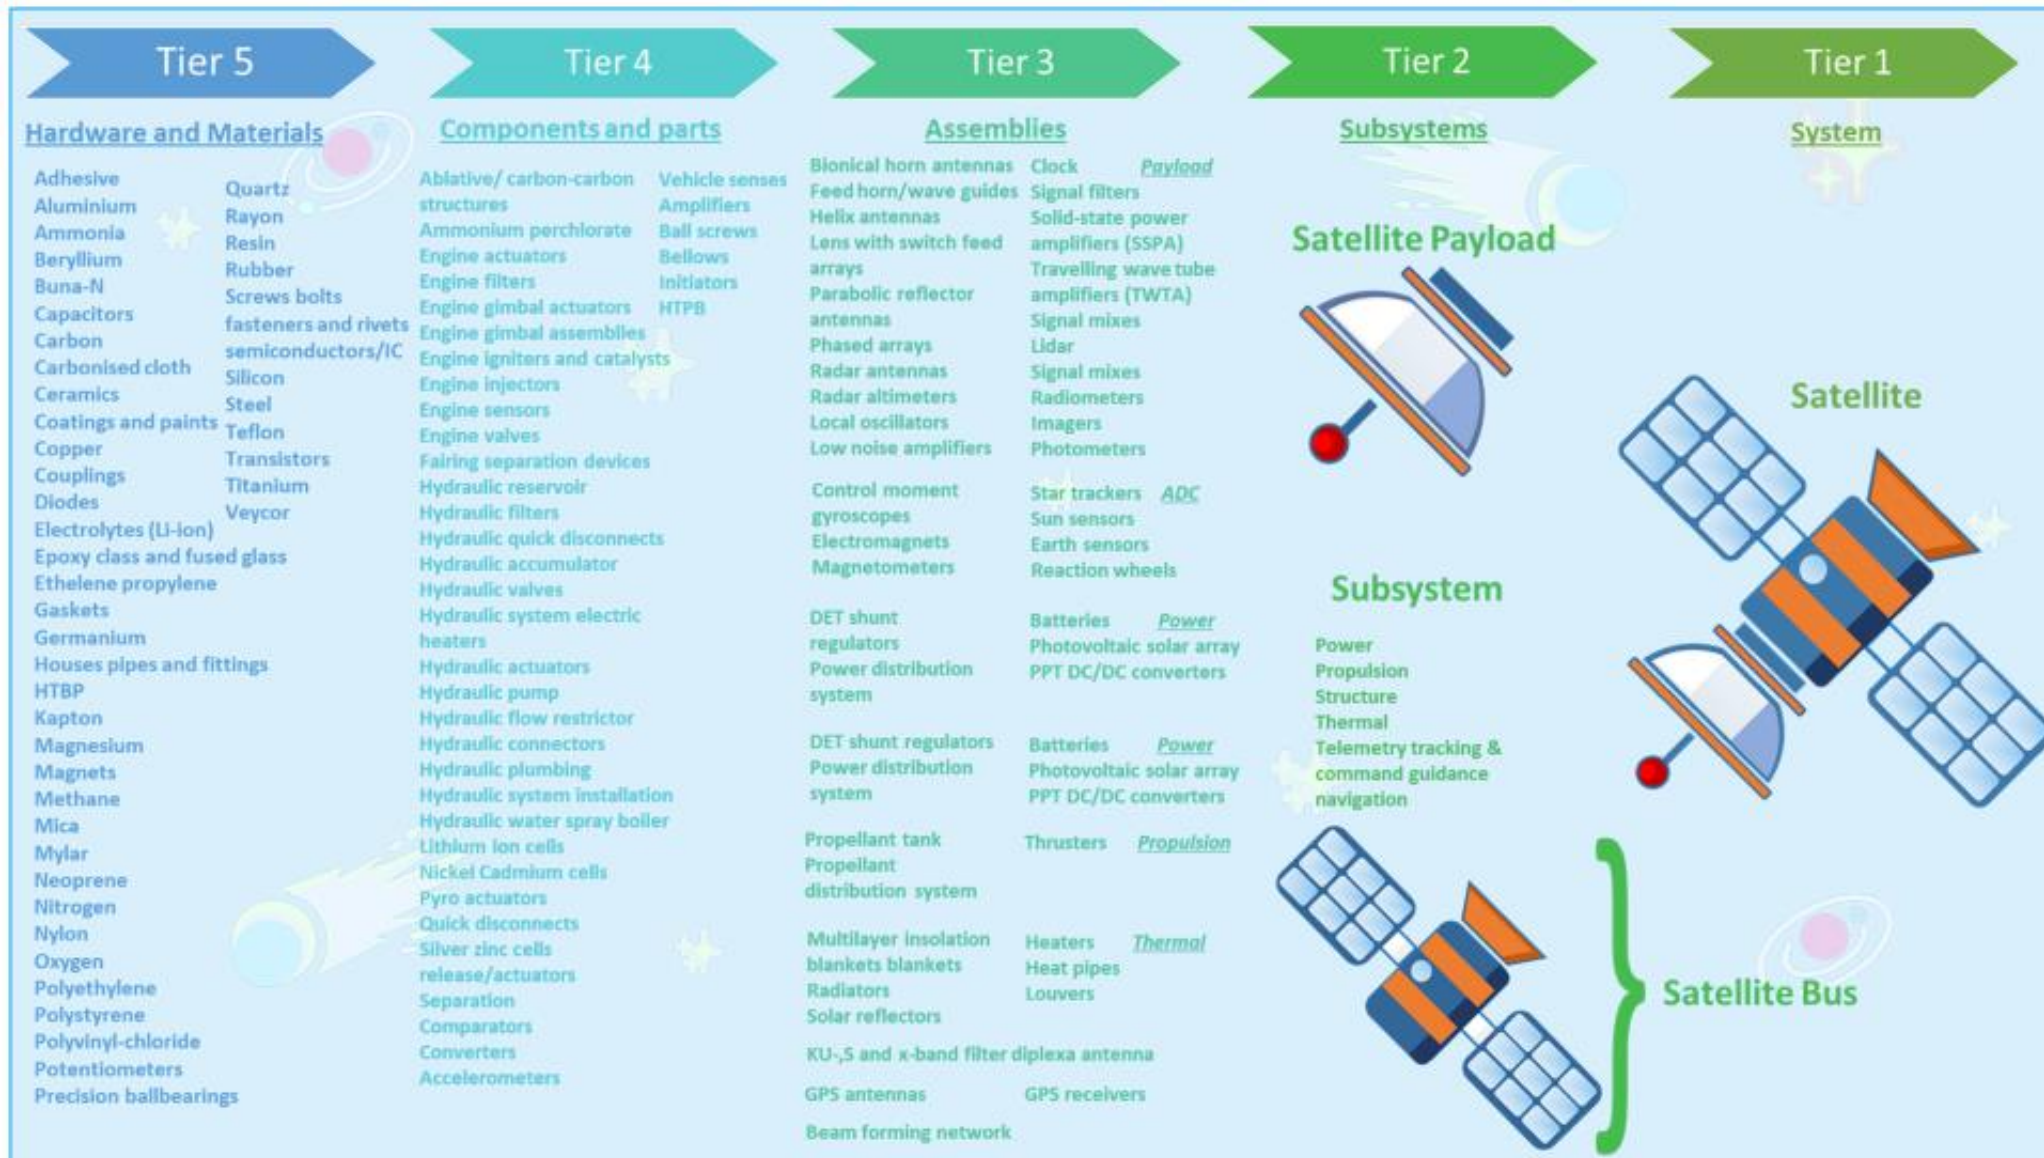 Tier 5
Hardware and Materials
Adhesive
Aluminium
Ammonia
Beryllium
Buna-N
Capacitors
Carbon
Carbonised cloth
Ceramics
Coatings and paints
Copper
Couplings
Diodes
Electrolytes (Li-ion)
Epoxy class and fused glass
Ethelene propylene
Gaskets
Germanium
Houses pipes and fittings
HTBP
Kapton
Magnesium
Magnets
Methane
Mica
Mylar
Neoprene
Nitrogen
Nylon
Oxygen
Polyethylene
Polystyrene
Polyvinyl-chloride
Potentiometers
Precision ballbearings
Quartz
Rayon
Resin
Rubber
Screws bolts
fasteners and rivets
semiconductors/IC
Silicon
Steel
Teflon
Transistors
Titanium
Veycor
Tier 4
Components and parts
Ablative/ carbon-carbon
structures
Ammonium perchlorate
Engine actuators
Engine filters
Engine gimbal actuators
Engine gimbal assemblies
Engine igniters and catalysts
Engine injectors
Engine sensors
Engine valves
Fairing separation devices
Hydraulic reservoir
Hydraulic filters
Hydraulic quick disconnects
Hydraulic accumulator
Hydraulic valves
Hydraulic system electric
heaters
Hydraulic actuators
Hydraulic pump
Hydraulic flow restrictor
Hydraulic connectors
Hydraulic plumbing
Hydraulic system installation
Hydraulic water spray boiler
Lithium ion cells
Nickel Cadmium cells
Pyro actuators
Quick disconnects
Silver zinc cells
release/actuators
Separation
Comparators
Converters
Accelerometers
Vehicle senses
Amplifiers
Ball screws
Bellows
Initiators
HTPB
Tier 3
Assemblies
Bionical horn antennas
Feed horn/wave guides
Helix antennas
Lens with switch feed
arrays
Parabolic reflector
antennas
Phased arrays
Radar antennas
Radar altimeters
Local oscillators
Low noise amplifiers
Clock Payload
Signal filters
Solid-state power
amplifiers (SSPA)
Travelling wave tube
amplifiers (TWTA)
Signal mixes
Lidar
Signal mixes
Radiometers
Imagers
Photometers
Control moment
gyroscopes
Electromagnets
Magnetometers
Star trackers ADC
Sun sensors
Earth sensors
Reaction wheels
DET shunt
regulators
Power distribution
system
Batteries Power
Photovoltaic solar array
PPT DC/DC converters
DET shunt regulators
Power distribution
system
Batteries Power
Photovoltaic solar array
PPT DC/DC converters
Propellant tank
Propellant
distribution system
Thrusters Propulsion
Multilayer insolation
blankets blankets
Radiators
Solar reflectors
Heaters Thermal
Heat pipes
Louvers
KU-,S and x-band filter diplexa antenna
GPS antennas GPS receivers
Beam forming network
Tier 2
Subsystems
Satellite Payload
Subsystem
Power
Propulsion
Structure
Thermal
Telemetry tracking &
command guidance
navigation
Tier 1
System
Satellite
Satellite Bus